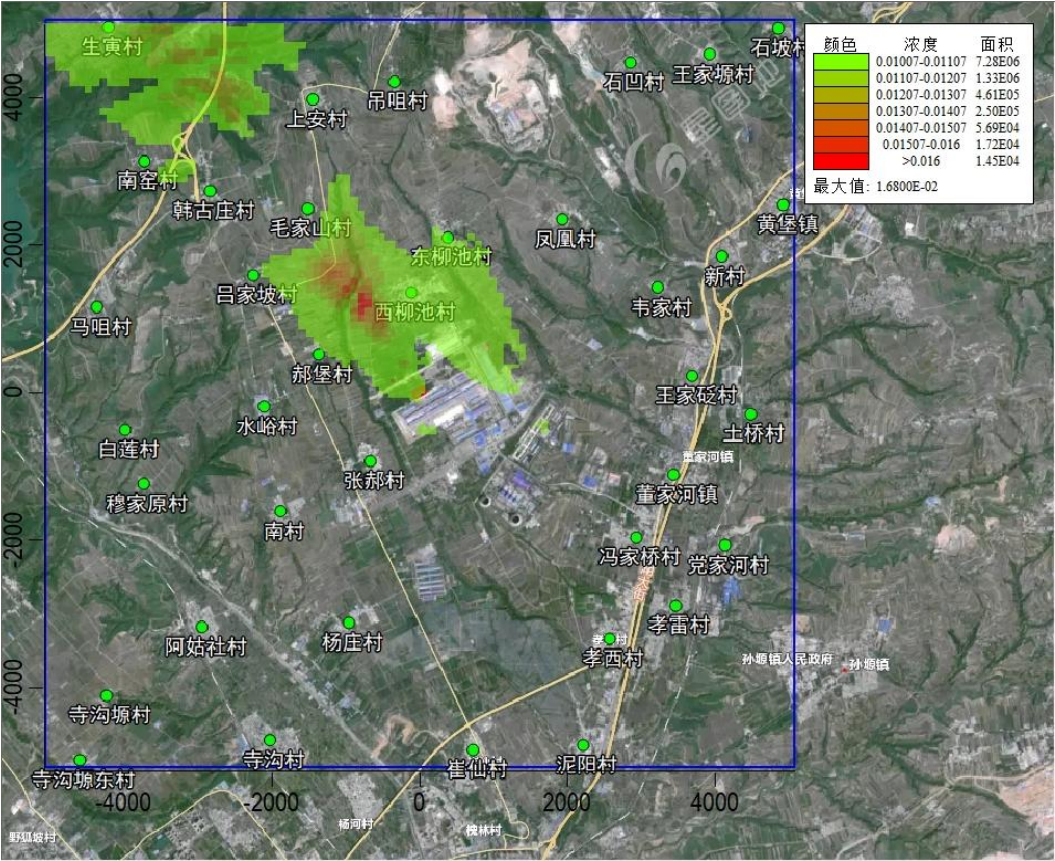 生寅村
石坡村
石凹村
王家塬村
吊咀村
上安村
南窑村
韩古庄村
毛家山村
凤凰村
黄堡镇
东柳池村
新村
吕家坡村
西柳池村
韦家村
马咀村
郝堡村
王家砭村
水峪村
土桥村
白莲村
董家河镇
张郝村
穆家原村
董家河镇
南村
冯家桥村
党家河村
孝雷村
阿姑社村
杨庄村
孝西村
孙塬镇人民政府
孙塬镇
寺沟塬村
寺沟村
崔仙村
泥阳村
寺沟塬东村
杨河村
槐林村
野狐坡村
颜色 浓度 面积
0.01007-0.01107 7.28E06
0.01107-0.01207 1.33E06
0.01207-0.01307 4.61E05
0.01307-0.01407 2.50E05
0.01407-0.01507 5.69E04
0.01507-0.016 1.72E04
>0.016 1.45E04
最大值: 1.6800E-02
4000
2000
0
-2000
-4000
-4000 -2000 0 2000 4000